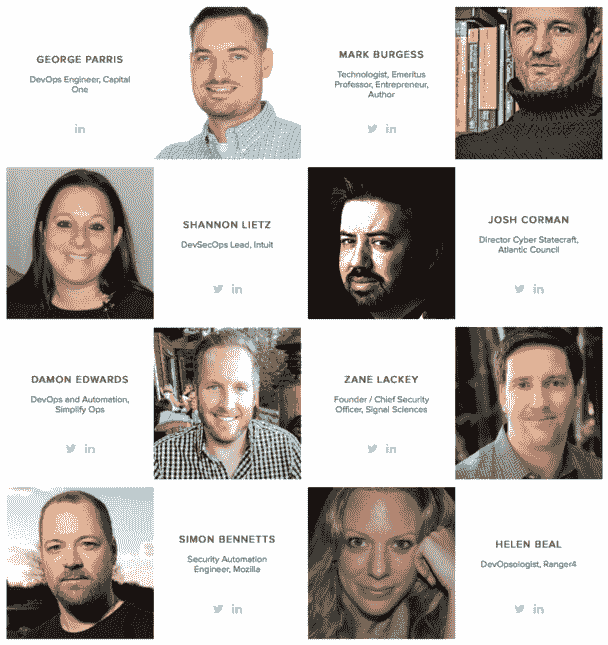 GEORGE PARRIS
DevOps Engineer, Capital
One
in
MARK BURGESS
Technologist, Emeritus
Professor, Entrepreneur,
Author
in
SHANNON LIETZ
DevSecOps Lead, Intuit
in
JOSH CORMAN
Director Cyber Statecraft,
Atlantic Council
in
DAMON EDWARDS
DevOps and Automation,
Simplify Ops
in
ZANE LACKEY
Founder / Chief Security
Officer, Signal Sciences
in
SIMON BENNETTS
Security Automation
Engineer, Mozilla
in
HELEN BEAL
DevOpsologist, Ranger4
in